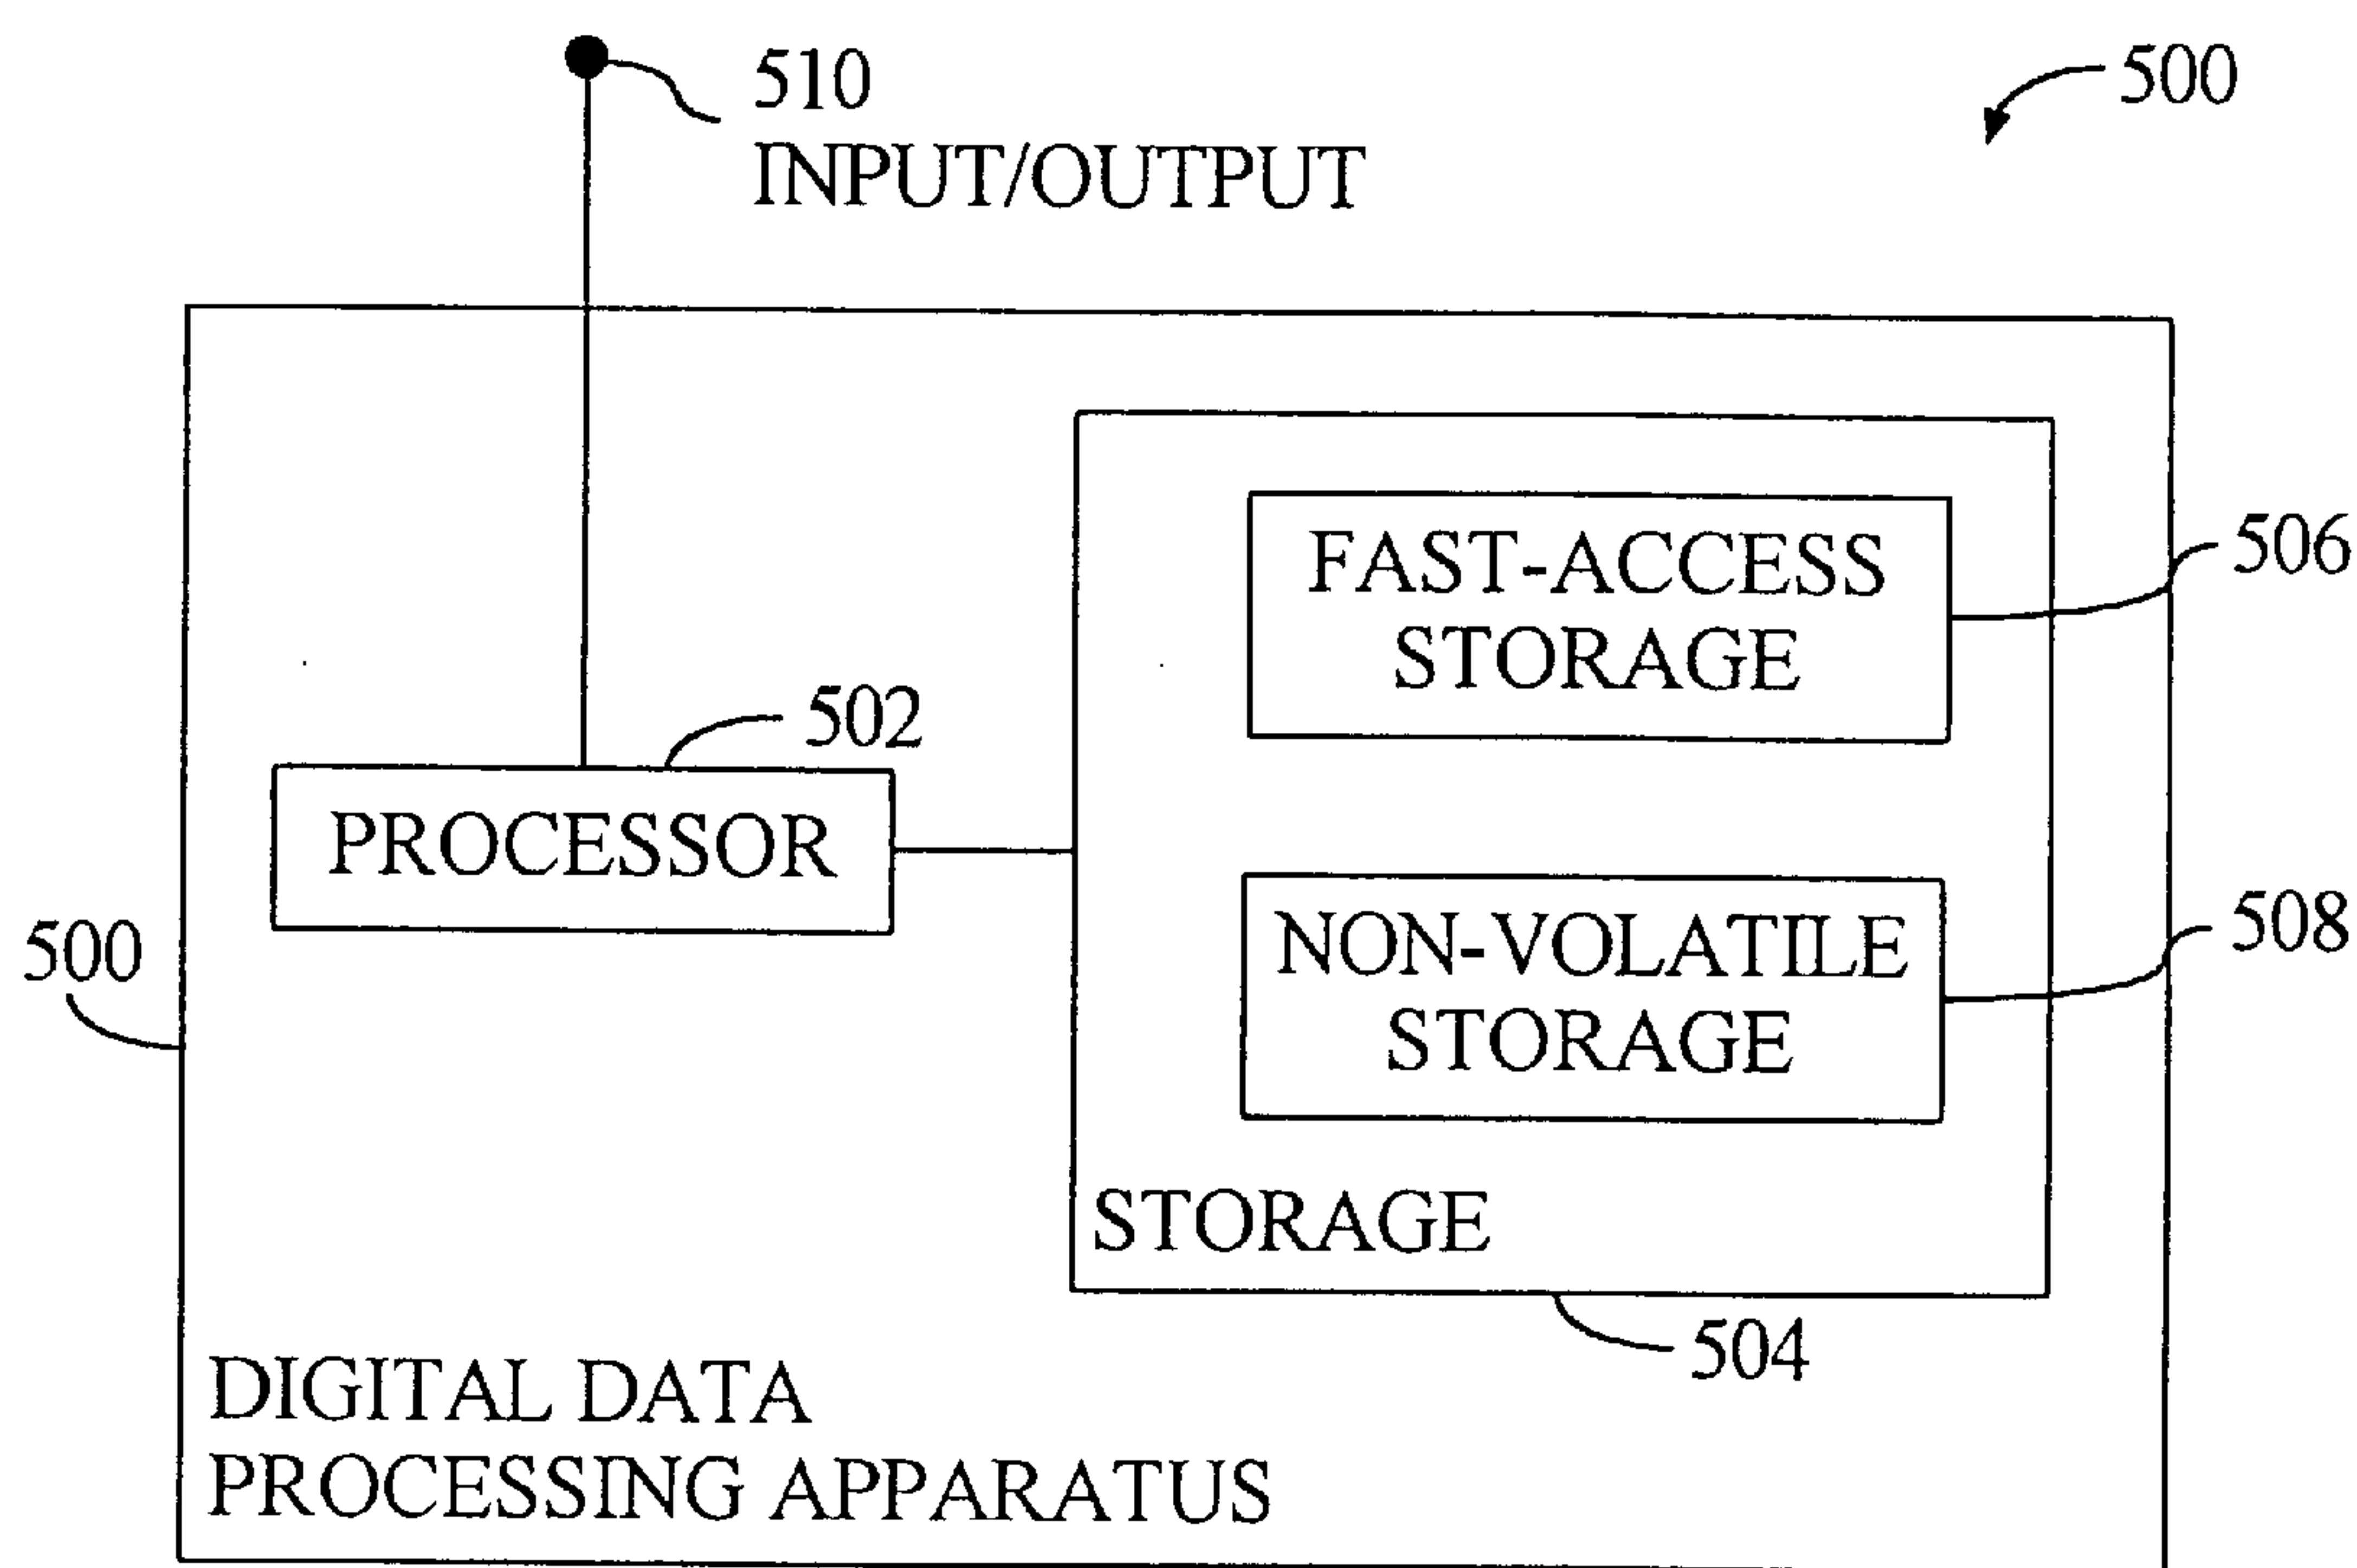 510
INPUT/OUTPUT
500
FAST-ACCESS
STORAGE
506
502
PROCESSOR
500
NON-VOLATILE
STORAGE
508
STORAGE
504
DIGITAL DATA
PROCESSING APPARATUS